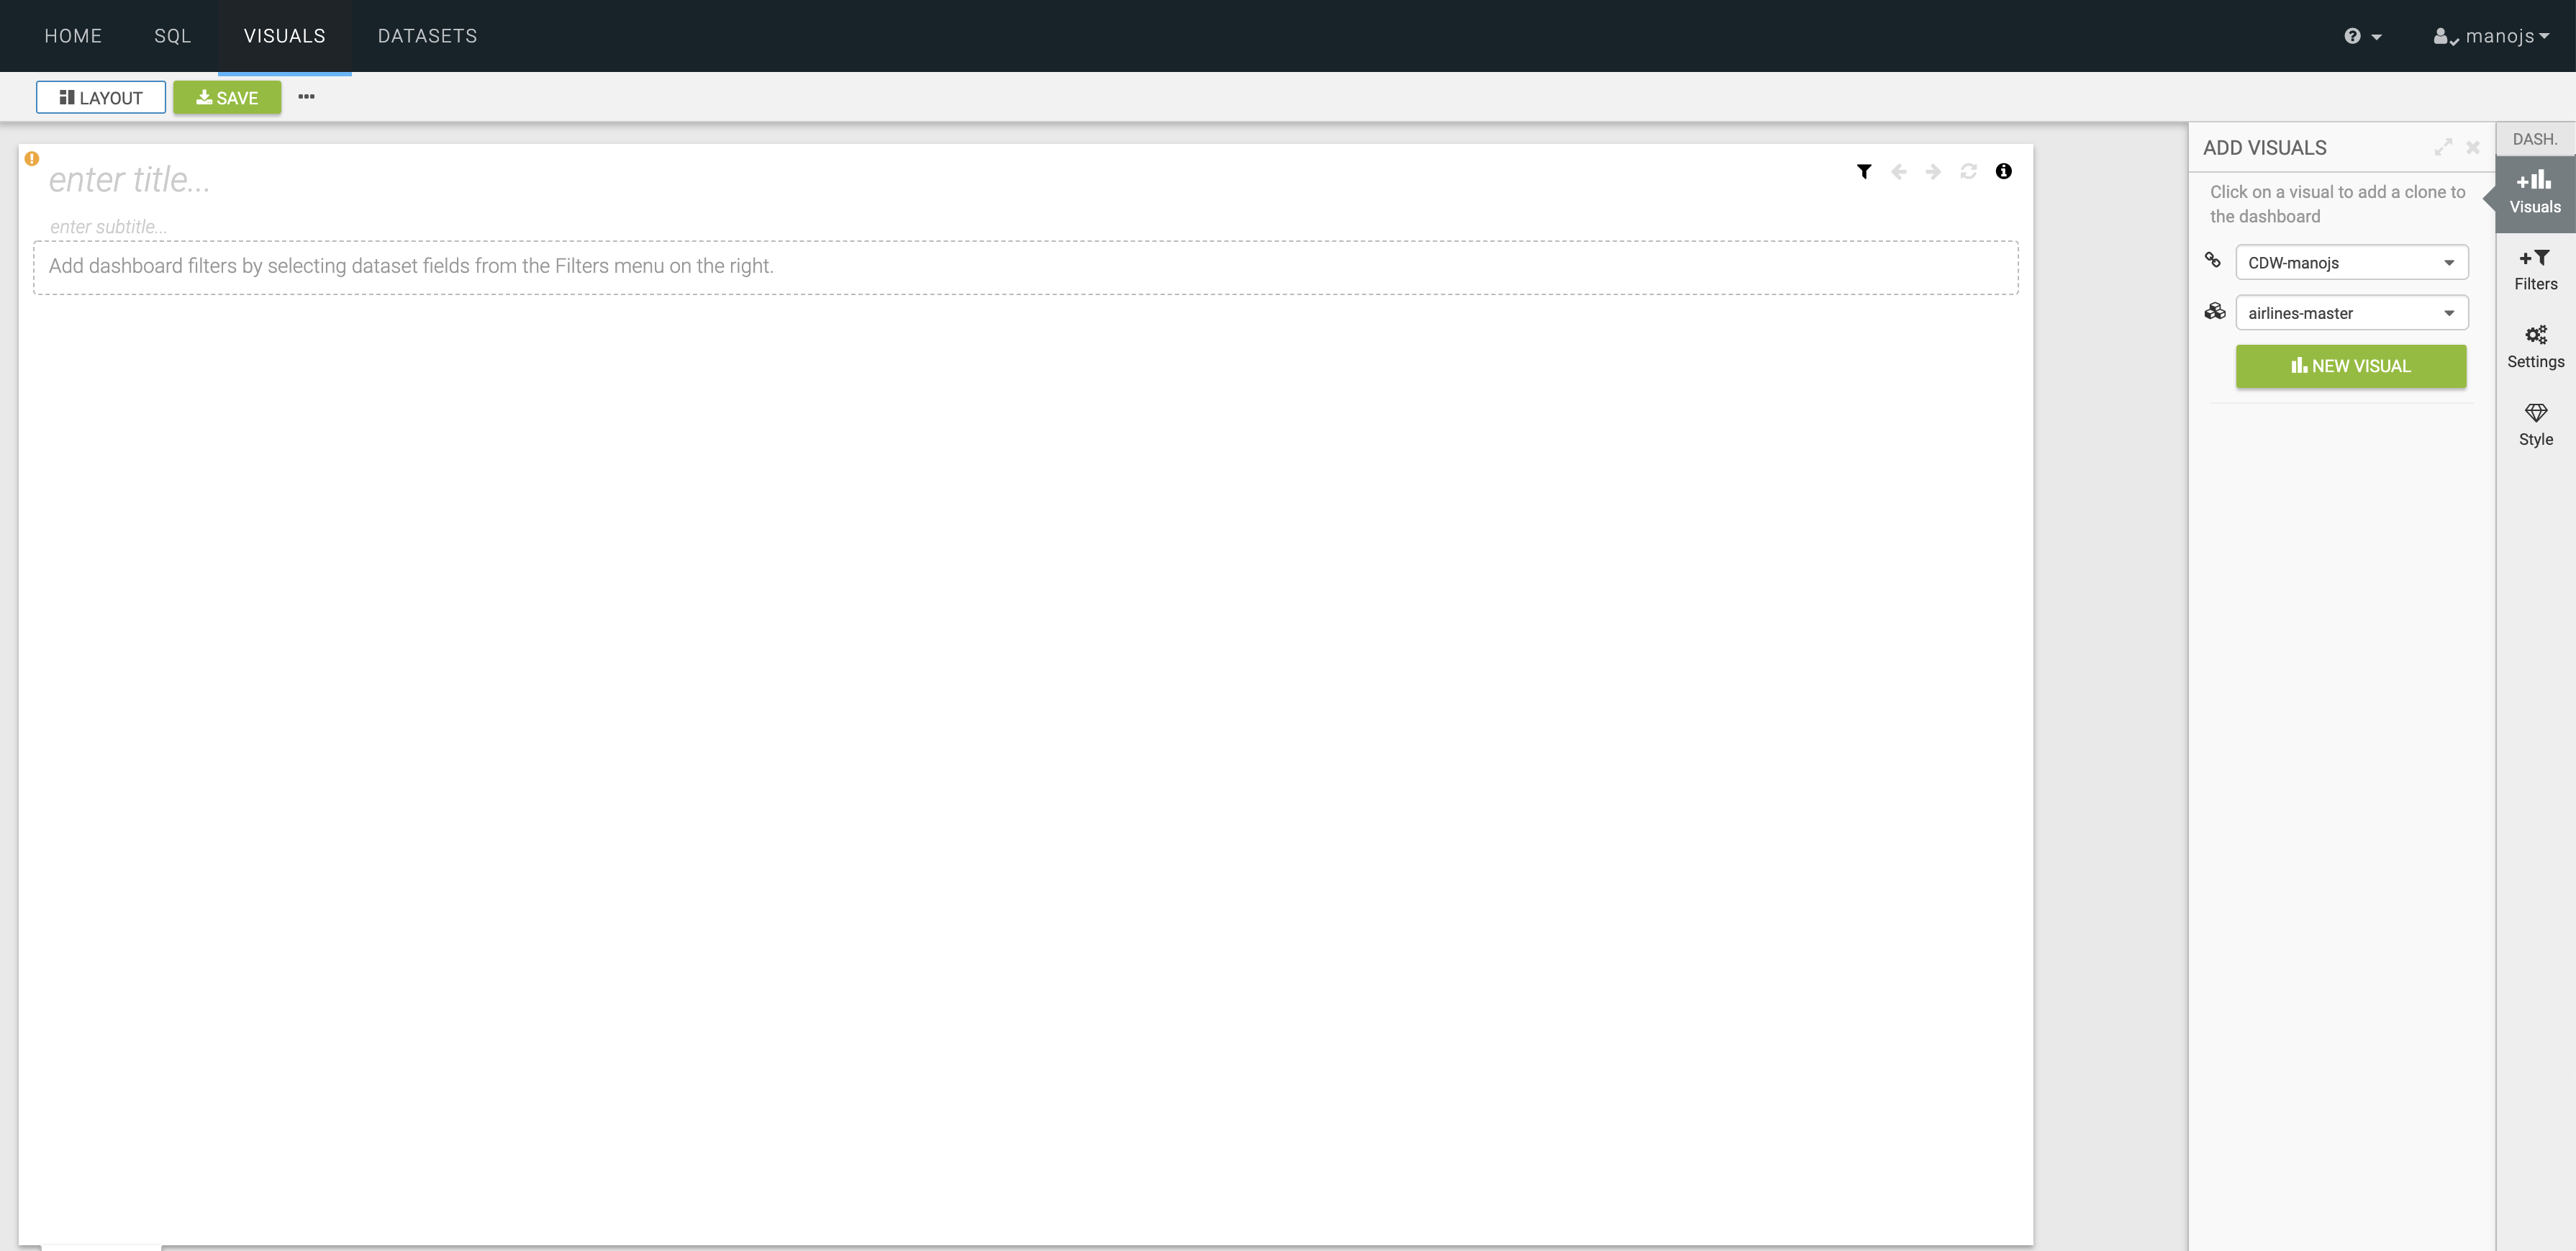 HOME SQL VISUALS DATASETS manojs
LAYOUT SAVE
enter title...
enter subtitle...
Add dashboard filters by selecting dataset fields from the Filters menu on the right.
ADD VISUALS
Click on a visual to add a clone to
the dashboard
CDW-manojs
airlines-master
NEW VISUAL
DASH.
Visuals
Filters
Settings
Style